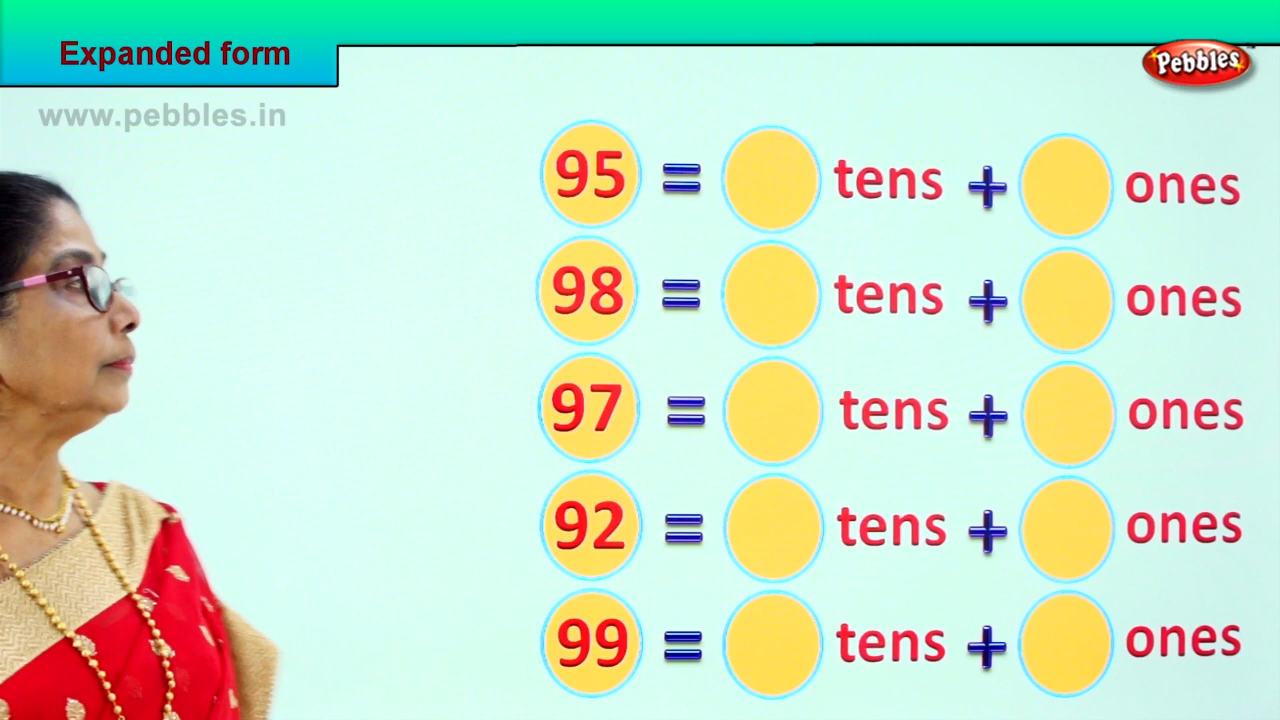 Expanded form
Pebbles
www.pebbles.in
95 = tens + ones
98 = tens + ones
97 = tens + ones
92 = tens + ones
99 = tens + ones